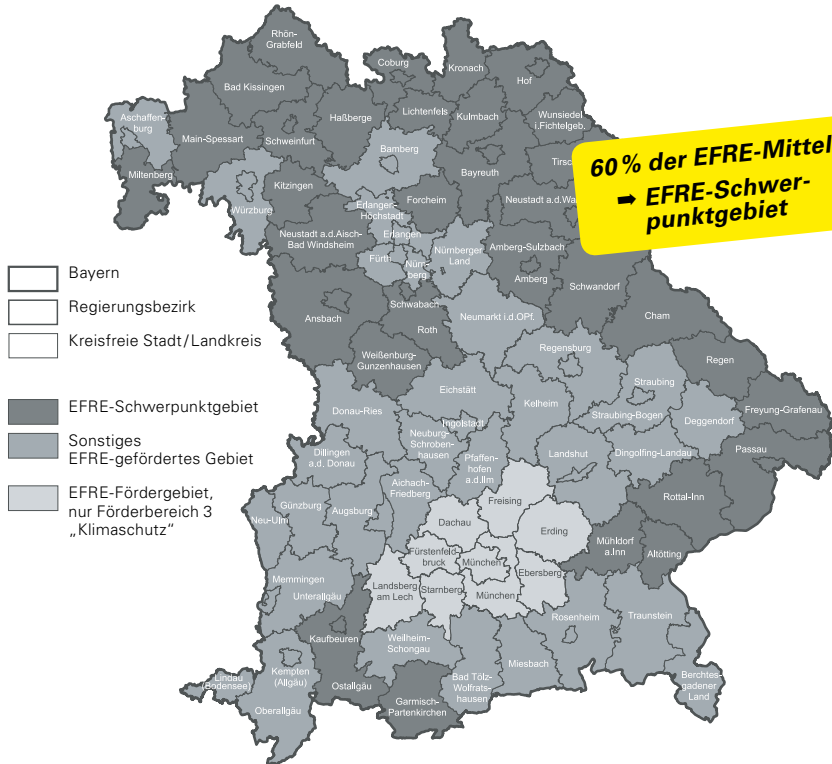 Rhön-
Grabfeld
Coburg
Kronach
Hof
Bad Kissingen
Haßberge
Lichtenfels
Kulmbach
Wunsiedel
i.Fichtelgeb.
Aschaffen-
burg
Main-Spessart
Schweinfurt
Bamberg
Miltenberg
Kitzingen
Bayreuth
Tirsc
60 % der EFRE-Mittel
➡ EFRE-Schwer-
punktgebiet
Würzburg
Erlangen-
Höchstadt
Forcheim
Neustadt a.d.Wa
Neustadt a.d.Aisch-
Bad Windsheim
Erlangen
Fürth
Nürn-
berg
Nürnberger
Land
Amberg-Sulzbach
Amberg
Schwandorf
Bayern
Regierungsbezirk
Kreisfreie Stadt/Landkreis
Ansbach
Schwabach
Roth
Neumarkt i.d.OPf.
Cham
Weißenburg-
Gunzenhausen
Regensburg
Regen
EFRE-Schwerpunktgebiet
Sonstiges
EFRE-gefördertes Gebiet
EFRE-Fördergebiet,
nur Förderbereich 3
„Klimaschutz“
Donau-Ries
Eichstätt
Kelheim
Straubing
Straubing-Bogen
Deggendorf
Freyung-Grafenau
Ingolstadt
Neuburg-
Schroben-
hausen
Pfaffen-
hofen
a.d.Ilm
Landshut
Dingolfing-Landau
Passau
Dillingen
a.d. Donau
Aichach-
Friedberg
Rottal-Inn
Neu-Ulm
Günzburg
Augsburg
Freising
Dachau
Erding
Mühldorf
a.Inn
Altötting
Fürstenfeld-
bruck
München
Ebersberg
Landsberg
am Lech
Starnberg
München
Memmingen
Unterallgäu
Rosenheim
Traunstein
Kaufbeuren
Weilheim-
Schongau
Bad Tölz-
Wolfrats-
hausen
Miesbach
Berchtes-
gadener
Land
Lindau
(Bodensee)
Kempten
(Allgäu)
Oberallgäu
Ostallgäu
Garmisch-
Partenkirchen